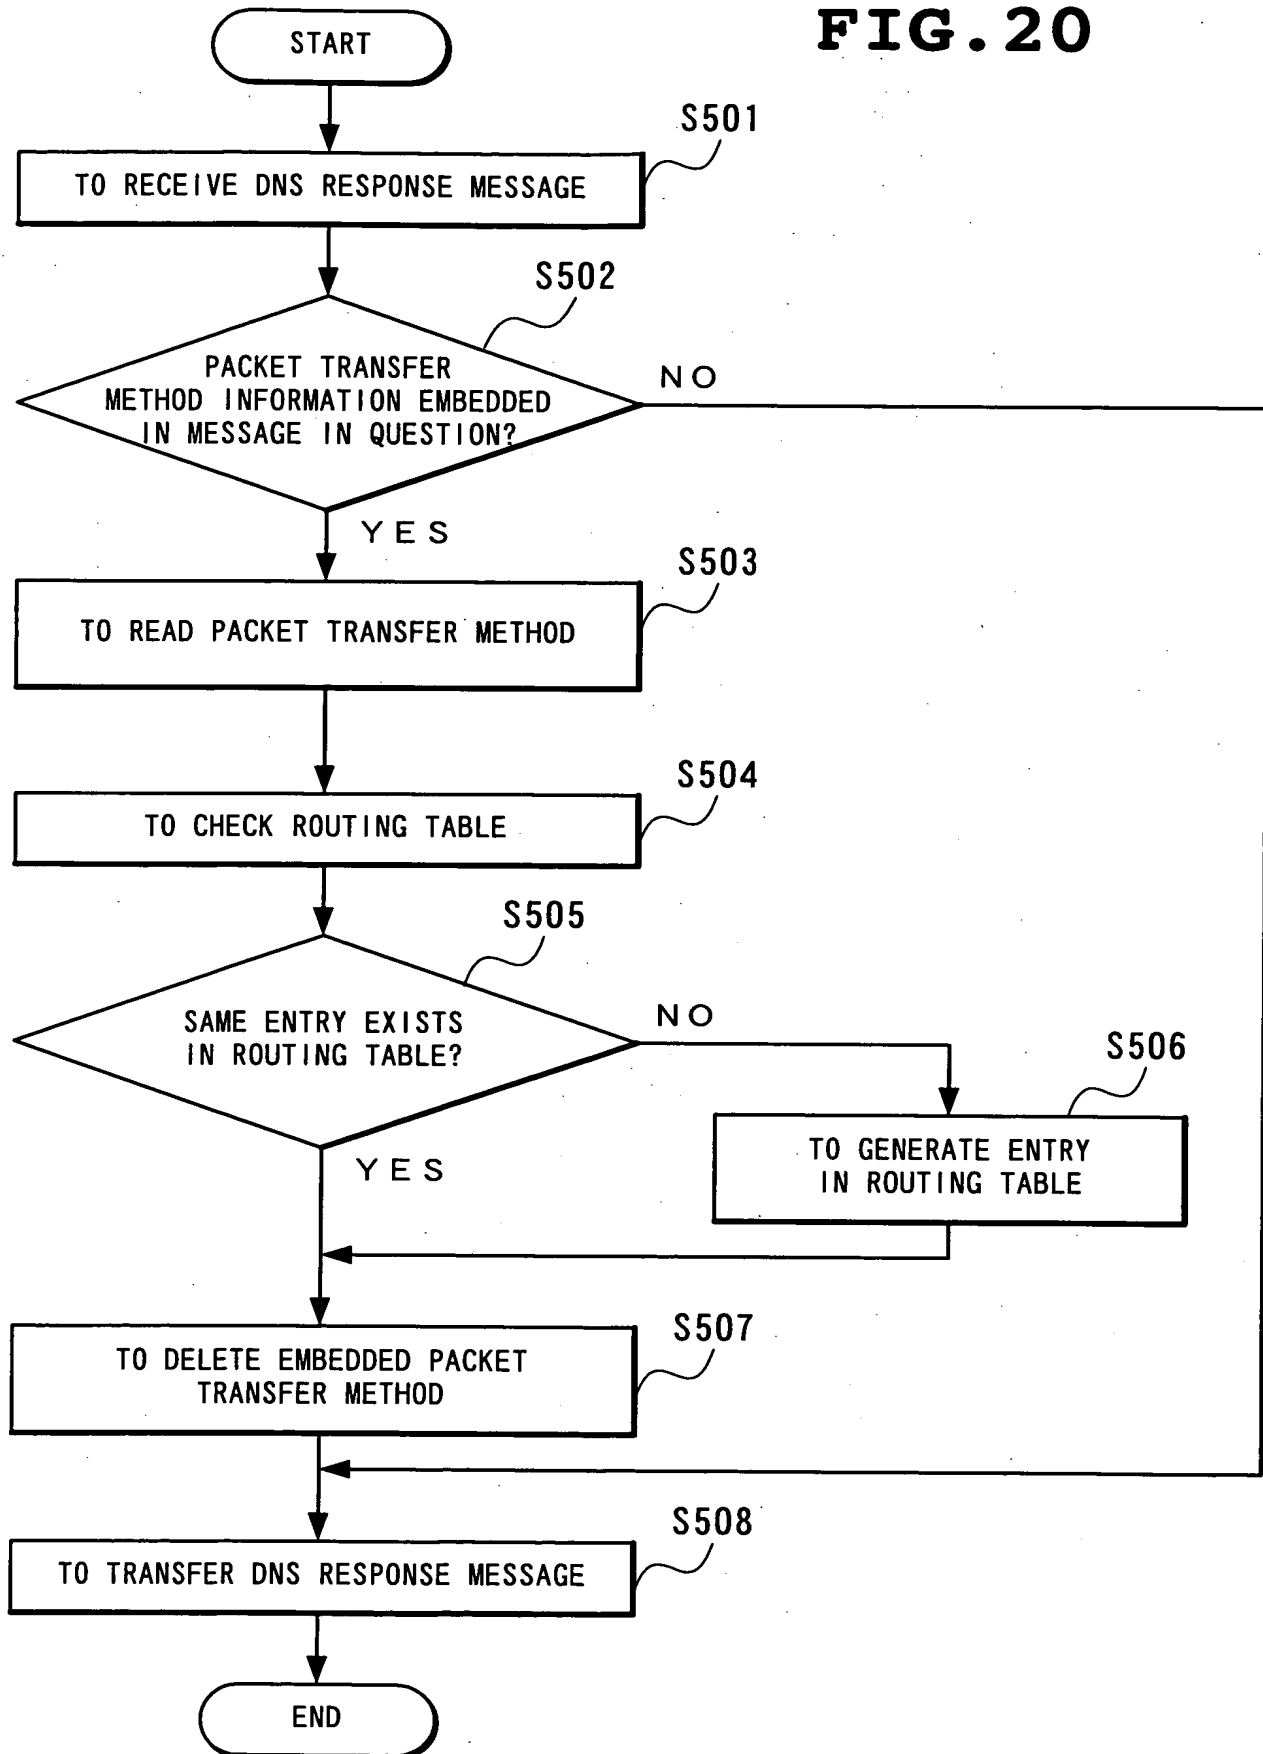 FIG.20
START
S501
TO RECEIVE DNS RESPONSE MESSAGE
S502
PACKET TRANSFER
METHOD INFORMATION EMBEDDED
IN MESSAGE IN QUESTION?
NO
YES
S503
TO READ PACKET TRANSFER METHOD
S504
TO CHECK ROUTING TABLE
S505
SAME ENTRY EXISTS
IN ROUTING TABLE?
NO
YES
S506
TO GENERATE ENTRY
IN ROUTING TABLE
S507
TO DELETE EMBEDDED PACKET
TRANSFER METHOD
S508
TO TRANSFER DNS RESPONSE MESSAGE
END